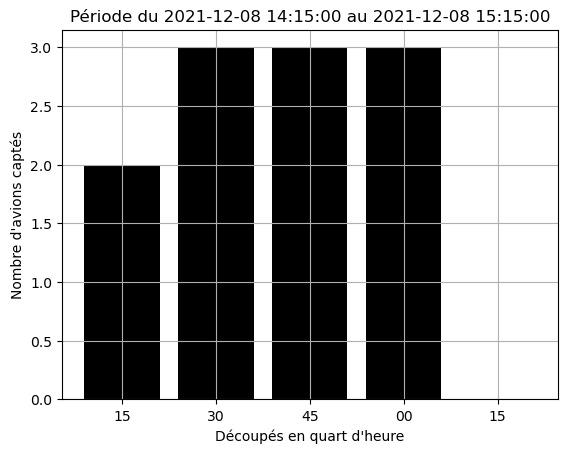 Période du 2021-12-08 14:15:00 au 2021-12-08 15:15:00
3.0
2.5
2.0
1.5
1.0
0.5
0.0
Nombre d'avions captés
15 30 45 00 15
Découpés en quart d'heure